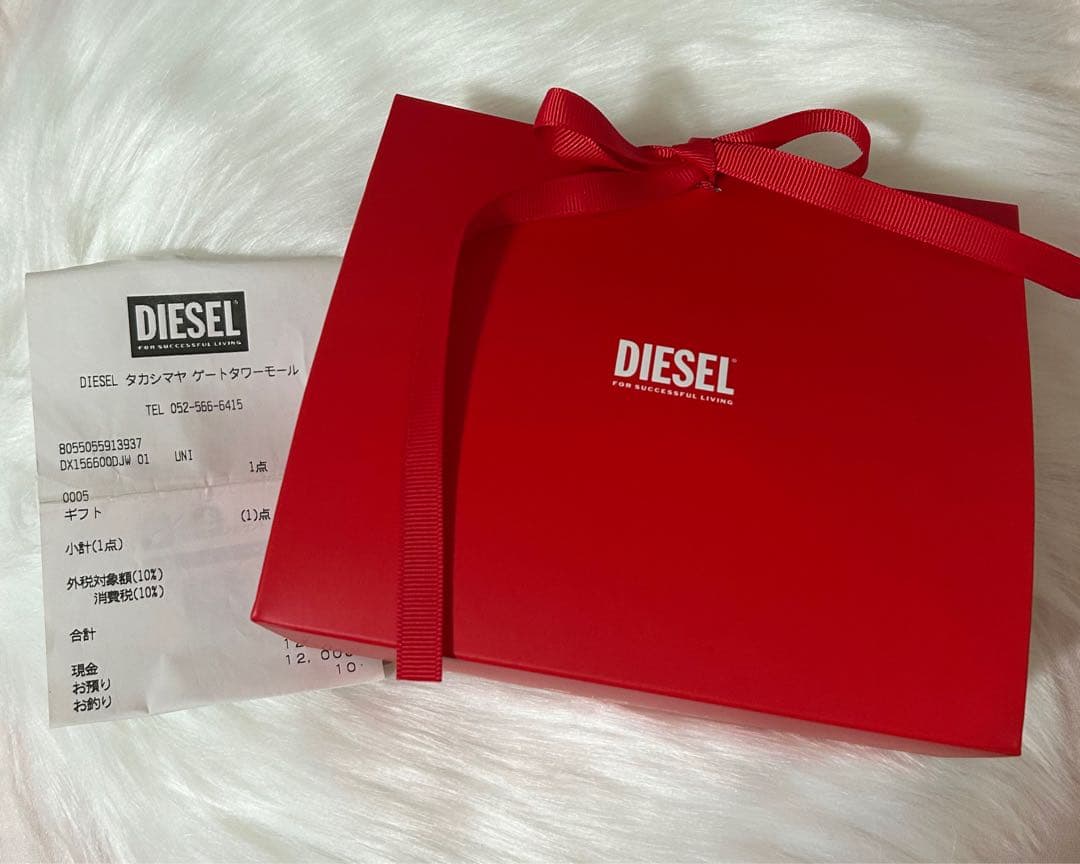 DIESEL
FOR SUCCESSFUL LIVING
DIESEL タカシマヤ ゲートタワーモール
TEL 052-566-6415
8055055913937
DX156600DJW 01 UNI 1点
0005
ギフト (1)点
小計(1点)
外税対象額(10%)
消費税(10%)
合計
現金
お預り
お釣り
DIESEL
FOR SUCCESSFUL LIVING